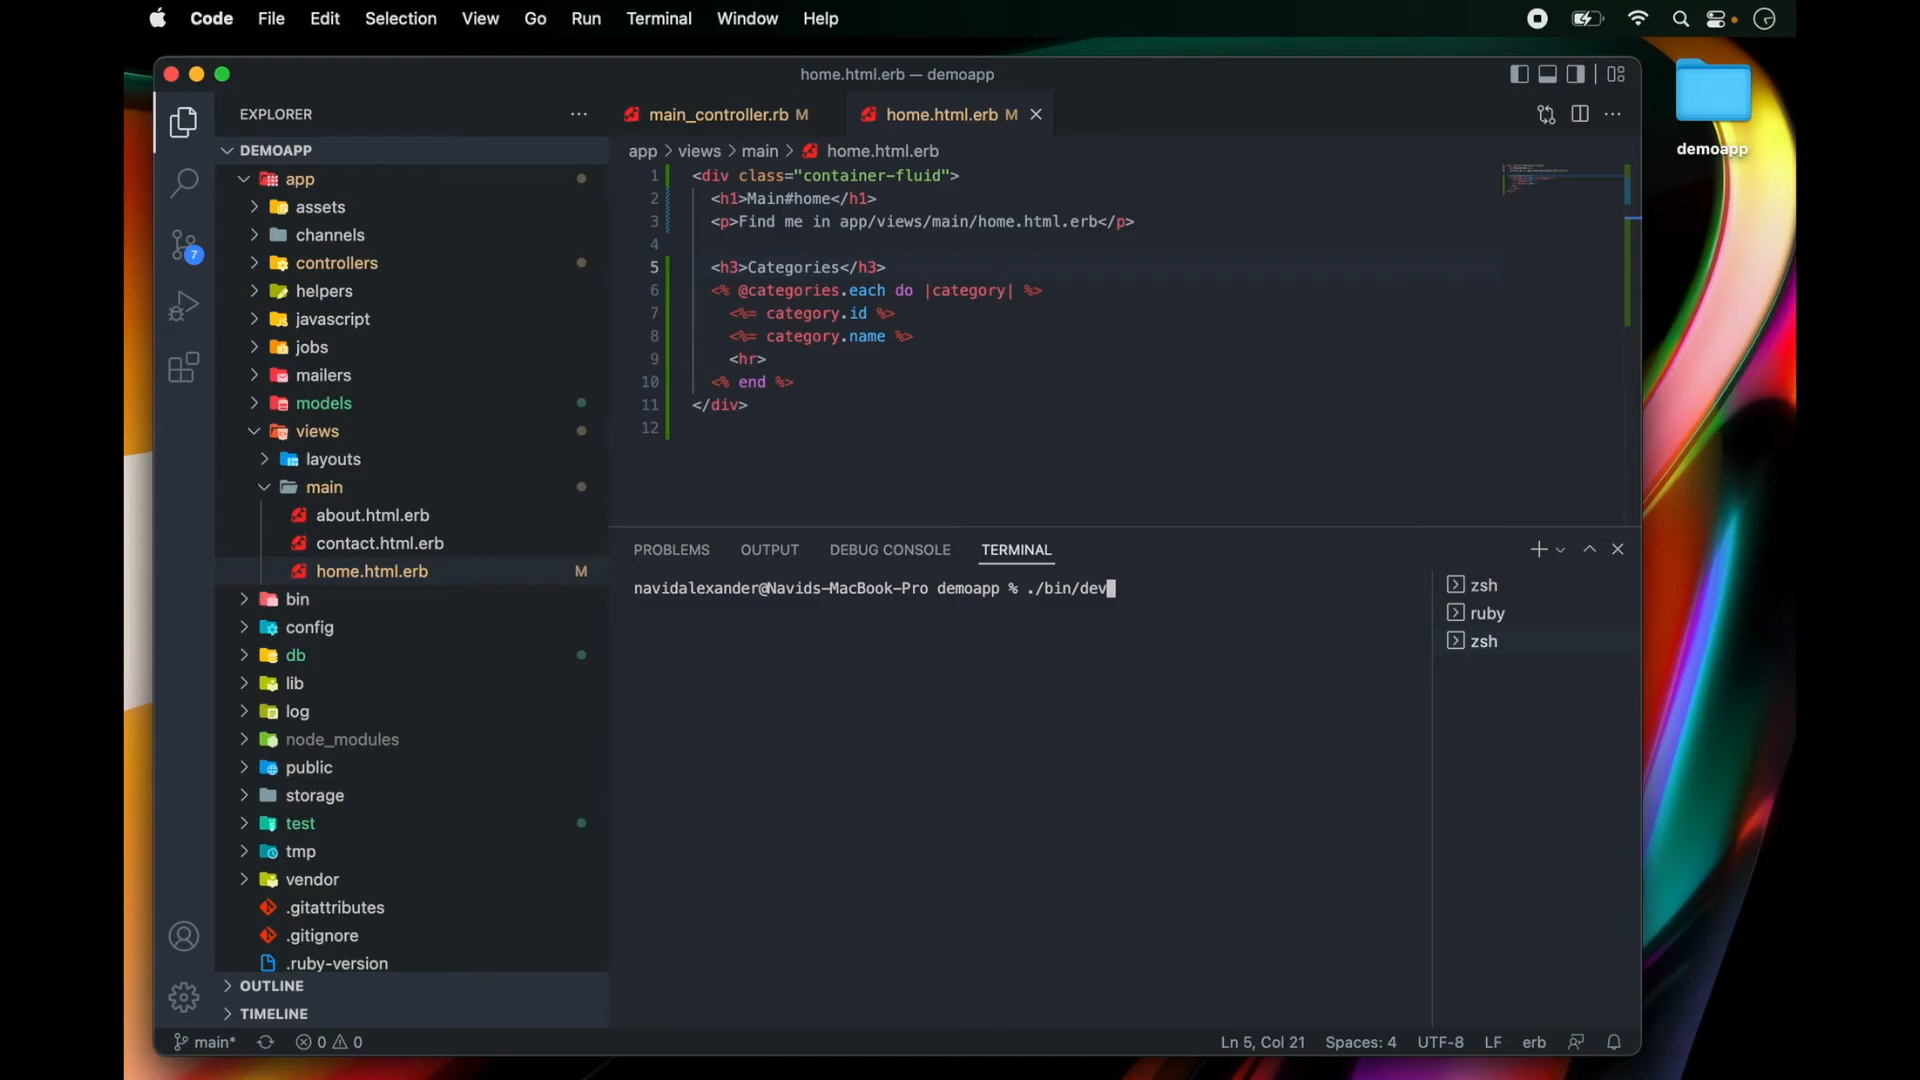 Code File Edit Selection View Go Run Terminal Window Help
home.html.erb — demoapp
demoapp
EXPLORER
DEMOAPP
app
assets
channels
controllers
helpers
javascript
jobs
mailers
models
views
layouts
main
about.html.erb
contact.html.erb
home.html.erb M
bin
config
db
lib
log
node_modules
public
storage
test
tmp
vendor
.gitattributes
.gitignore
.ruby-version
OUTLINE
TIMELINE
7
main_controller.rb M home.html.erb M
app > views > main > home.html.erb
1 <div class="container-fluid">
2 <h1>Main#home</h1>
3 <p>Find me in app/views/main/home.html.erb</p>
4
5 <h3>Categories</h3>
6 <% @categories.each do |category| %>
7 <%= category.id %>
8 <%= category.name %>
9 <hr>
10 <% end %>
11 </div>
12
PROBLEMS OUTPUT DEBUG CONSOLE TERMINAL
navidalexander@Navids-MacBook-Pro demoapp % ./bin/dev
zsh
ruby
zsh
main* 0 0 Ln 5, Col 21 Spaces: 4 UTF-8 LF erb